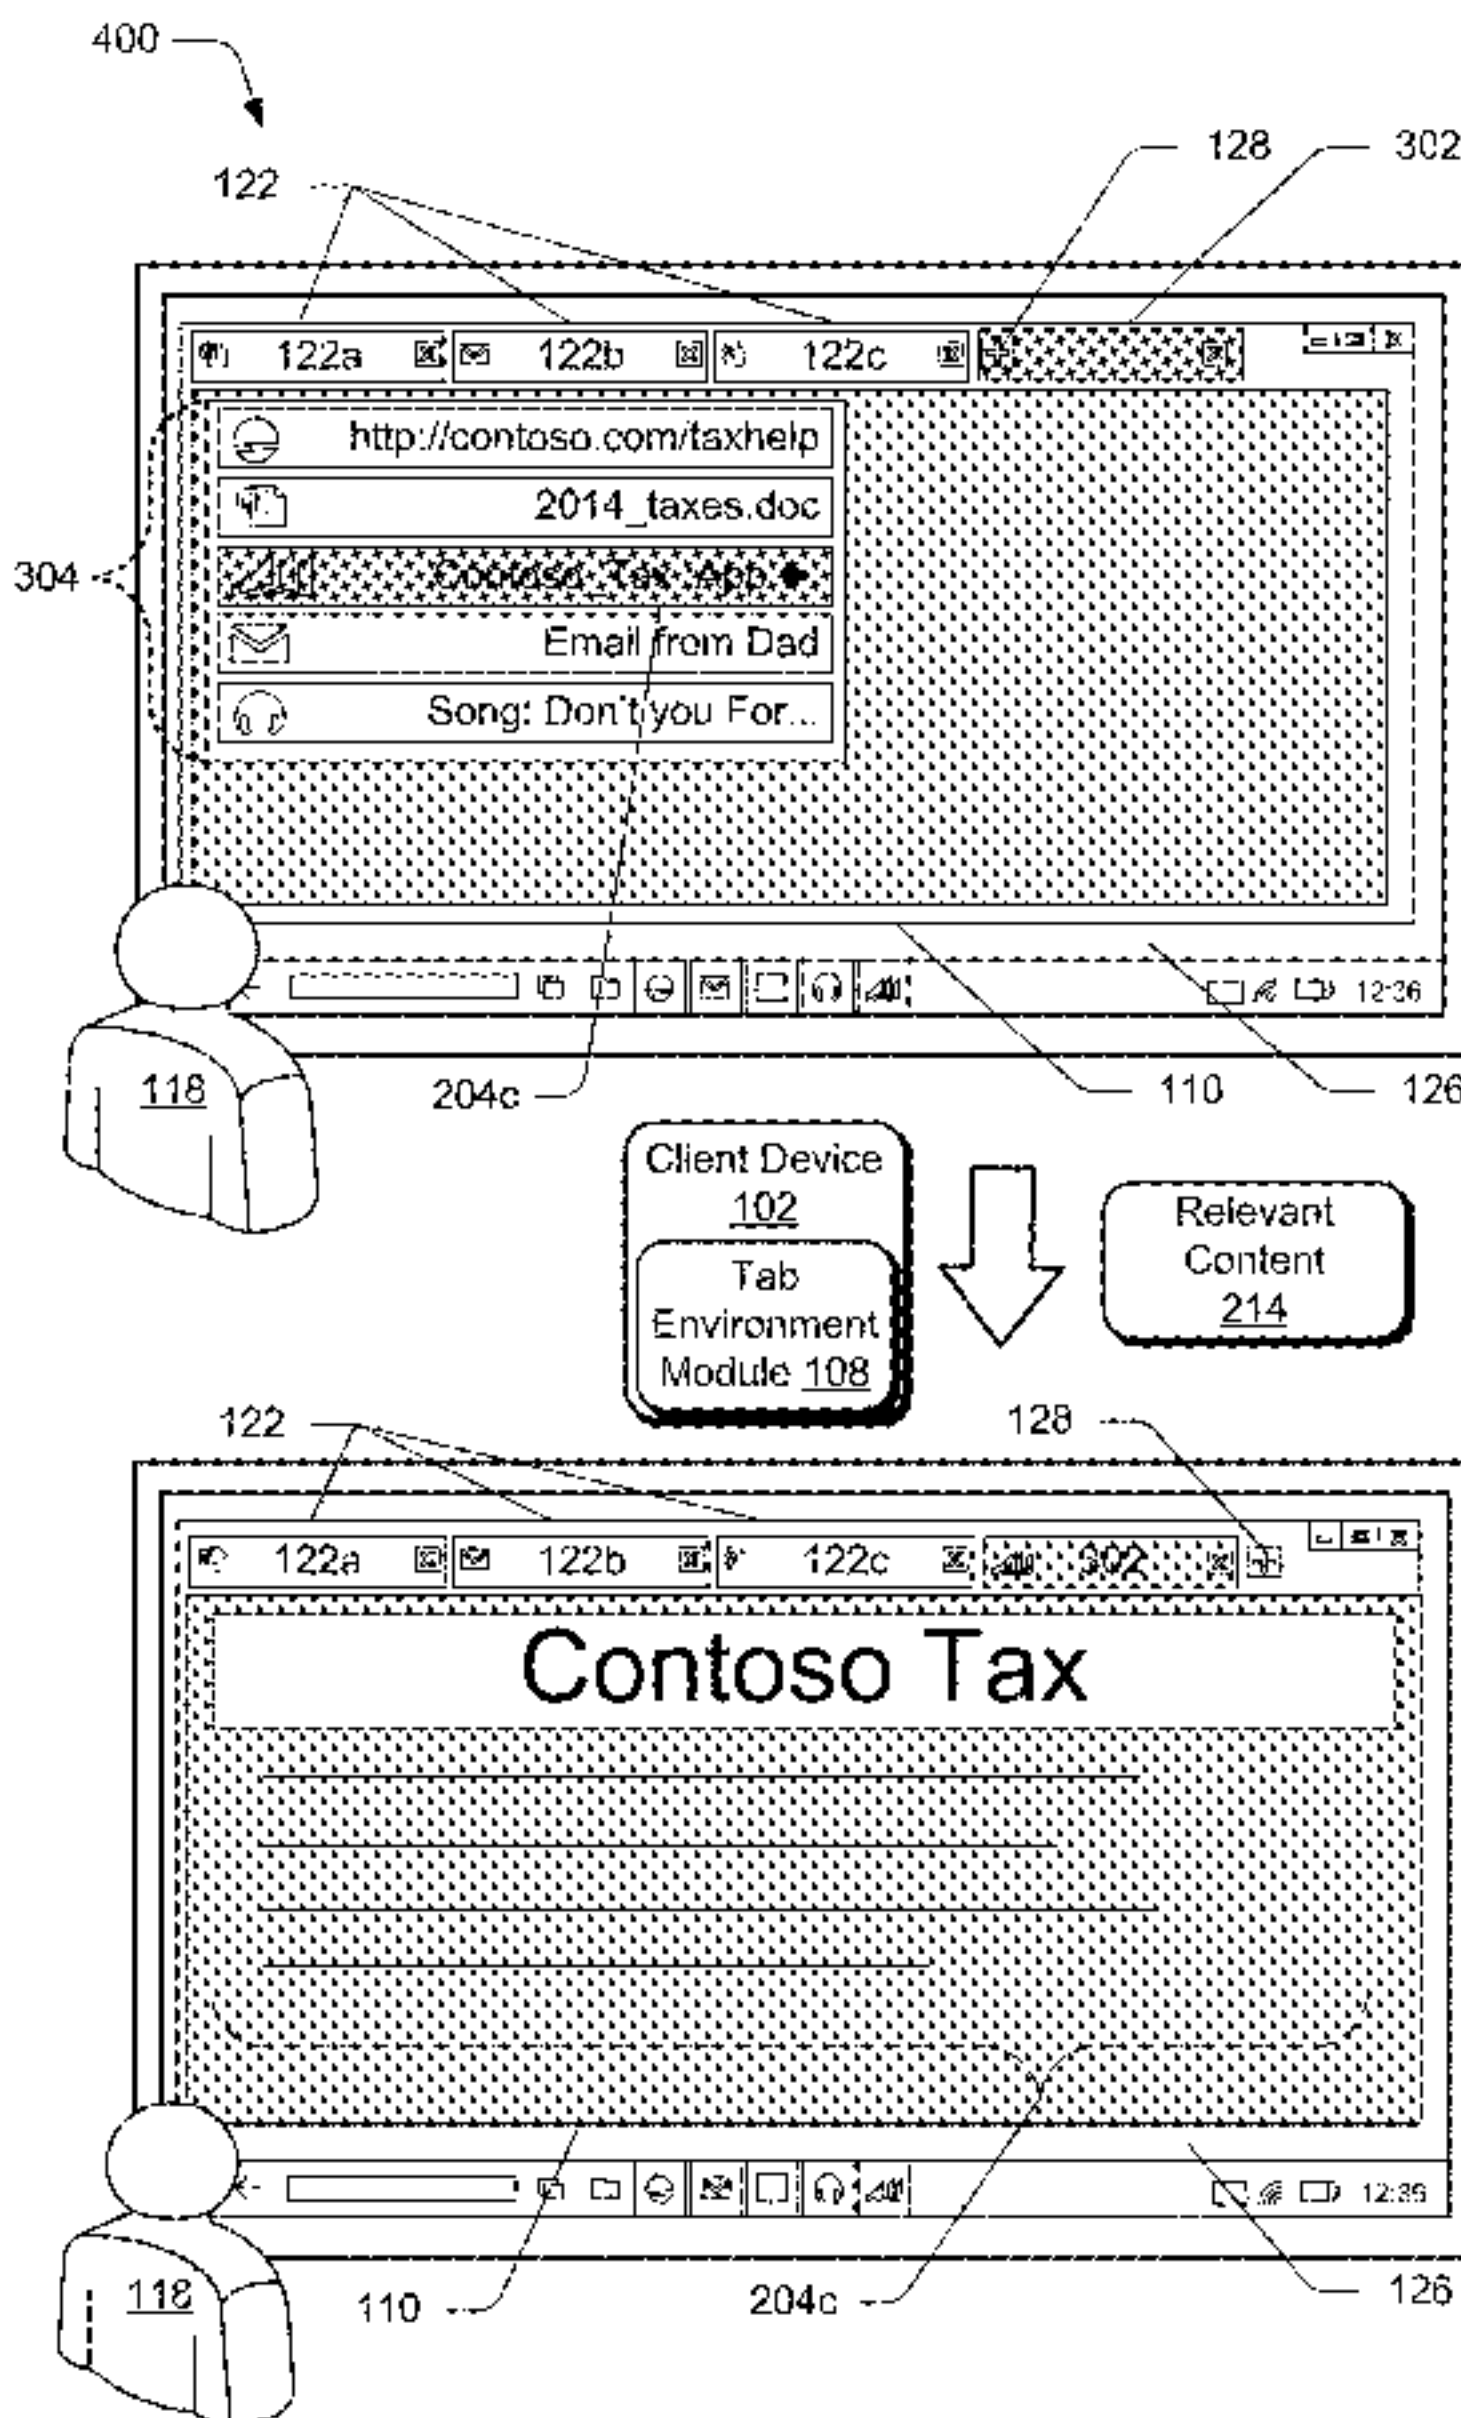 400
128
302
122
122a
122b
122c
http://contoso.com/taxhelp
2014_taxes.doc
304
Contoso_Tax_App
Email from Dad
Song: Don't you For...
12:36
118
204c
110
126
Client Device
102
Tab
Environment
Module 108
Relevant
Content
214
122
128
122a
122b
122c
302
Contoso Tax
118
110
204c
126